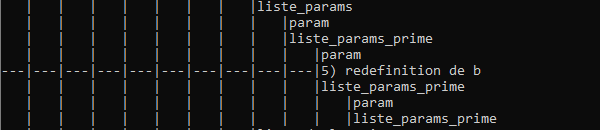 | | | | | | | |liste_params
| | | | | | | | |param
| | | | | | | | |liste_params_prime
| | | | | | | | | |param
---|---|---|---|---|---|---|---|---|---|5) redefinition de b
| | | | | | | | | |liste_params_prime
| | | | | | | | | | |param
| | | | | | | | | | |liste_params_prime